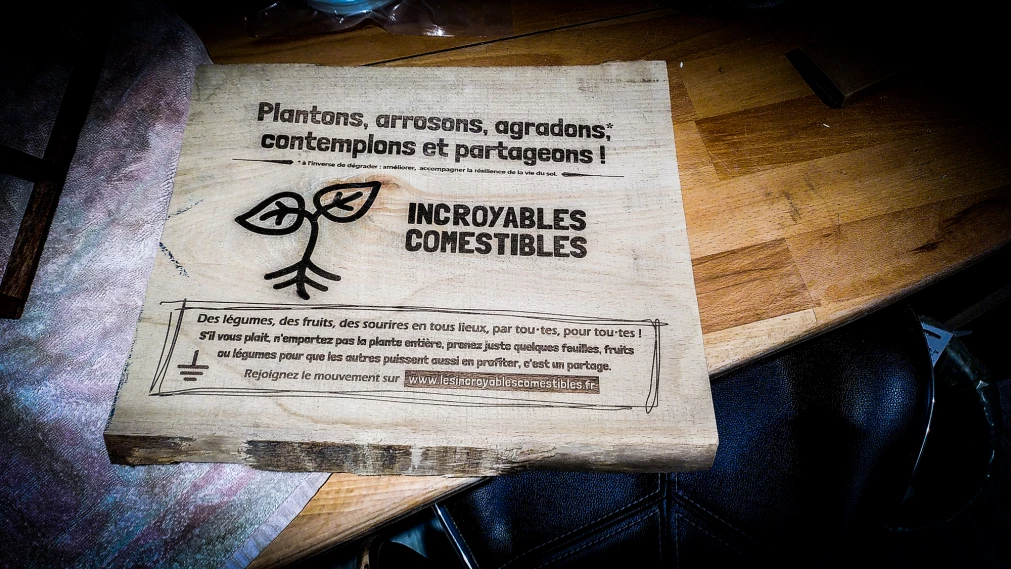 Plantons, arrosons, agradons,*
contemplons et partageons !
* à l'inverse de dégrader : améliorer, accompagner la résilience de la vie du sol.
INCROYABLES
COMESTIBLES
Des légumes, des fruits, des sourires en tous lieux, par tou·tes, pour tou·tes !
S'il vous plait, n'emportez pas la plante entière, prenez juste quelques feuilles, fruits
ou légumes pour que les autres puissent aussi en profiter, c'est un partage.
Rejoignez le mouvement sur www.lesincroyablescomestibles.fr